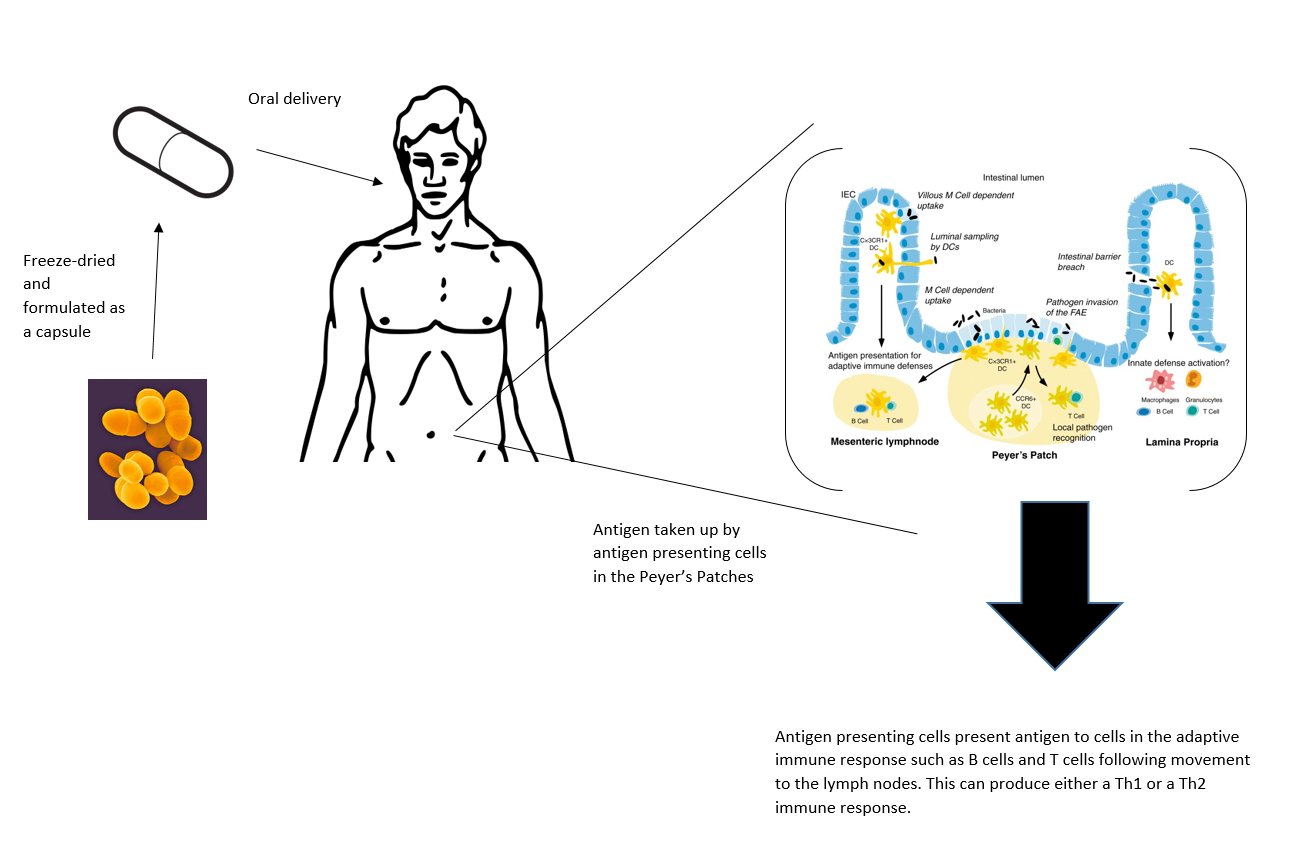 Oral delivery
Freeze-dried
and
formulated as
a capsule
Intestinal lumen
IEC
Villous M Cell dependent
uptake
Cx3CR1+
DC
Luminal sampling
by DCs
Intestinal barrier
breach
DC
M Cell dependent
uptake
Bacteria
Pathogen invasion
of the FAE
Antigen presentation for
adaptive immune defenses
Cx3CR1+
DC
Innate defense activation?
CCR6+
DC
Macrophages
Granulocytes
B Cell
T Cell
B Cell
T Cell
T Cell
Local pathogen
recognition
Mesenteric lymphnode
Peyer's Patch
Lamina Propria
Antigen taken up by
antigen presenting cells
in the Peyer’s Patches
Antigen presenting cells present antigen to cells in the adaptive
immune response such as B cells and T cells following movement
to the lymph nodes. This can produce either a Th1 or a Th2
immune response.